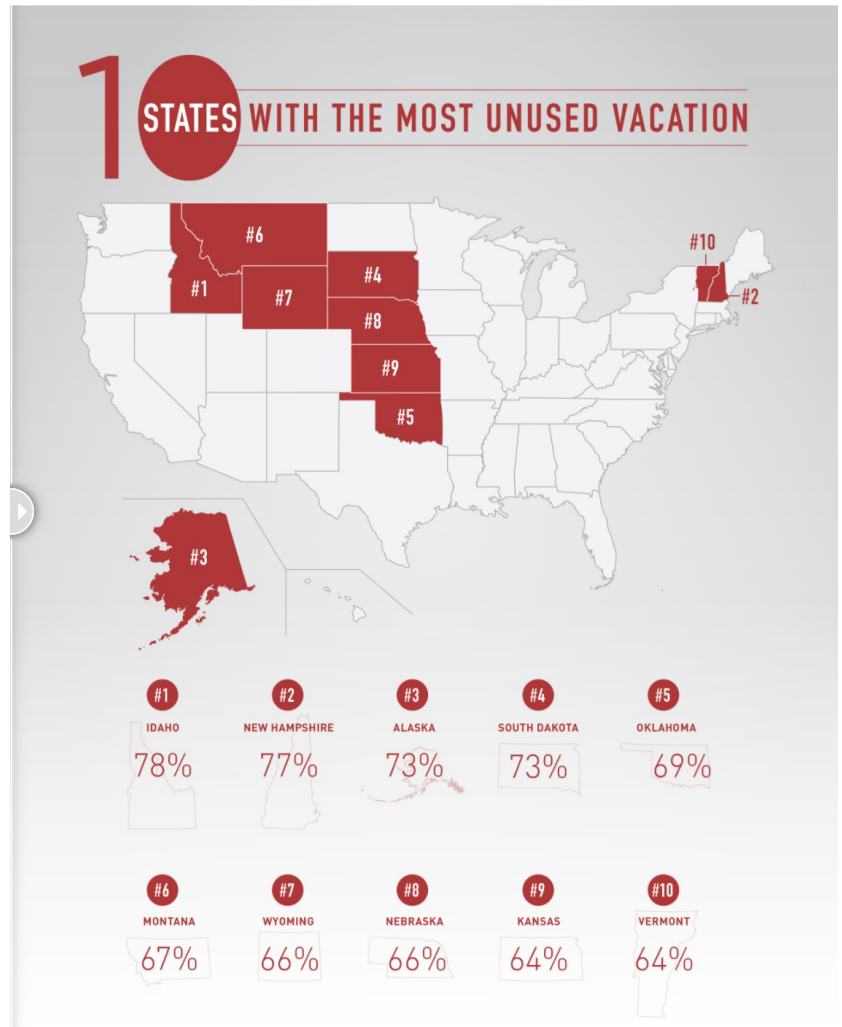 10 STATES WITH THE MOST UNUSED VACATION
#6
#10
#4
#1
#7
#2
#8
#9
#5
#3
#1 #2 #3 #4 #5
IDAHO NEW HAMPSHIRE ALASKA SOUTH DAKOTA OKLAHOMA
78% 77% 73% 73% 69%
#6 #7 #8 #9 #10
MONTANA WYOMING NEBRASKA KANSAS VERMONT
67% 66% 66% 64% 64%